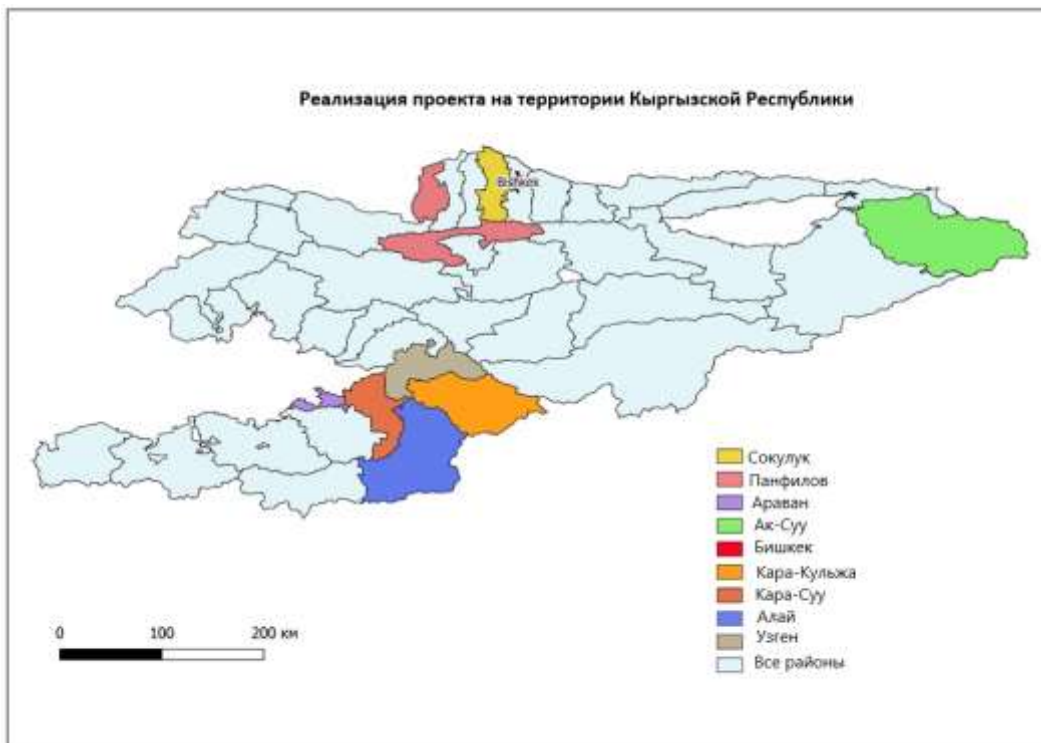 Реализация проекта на территории Кыргызской Республики
Bishkek
Сокулук
Панфилов
Араван
Ак-Суу
Бишкек
Кара-Кульжа
Кара-Суу
Алай
Узген
Все районы
0 100 200 км